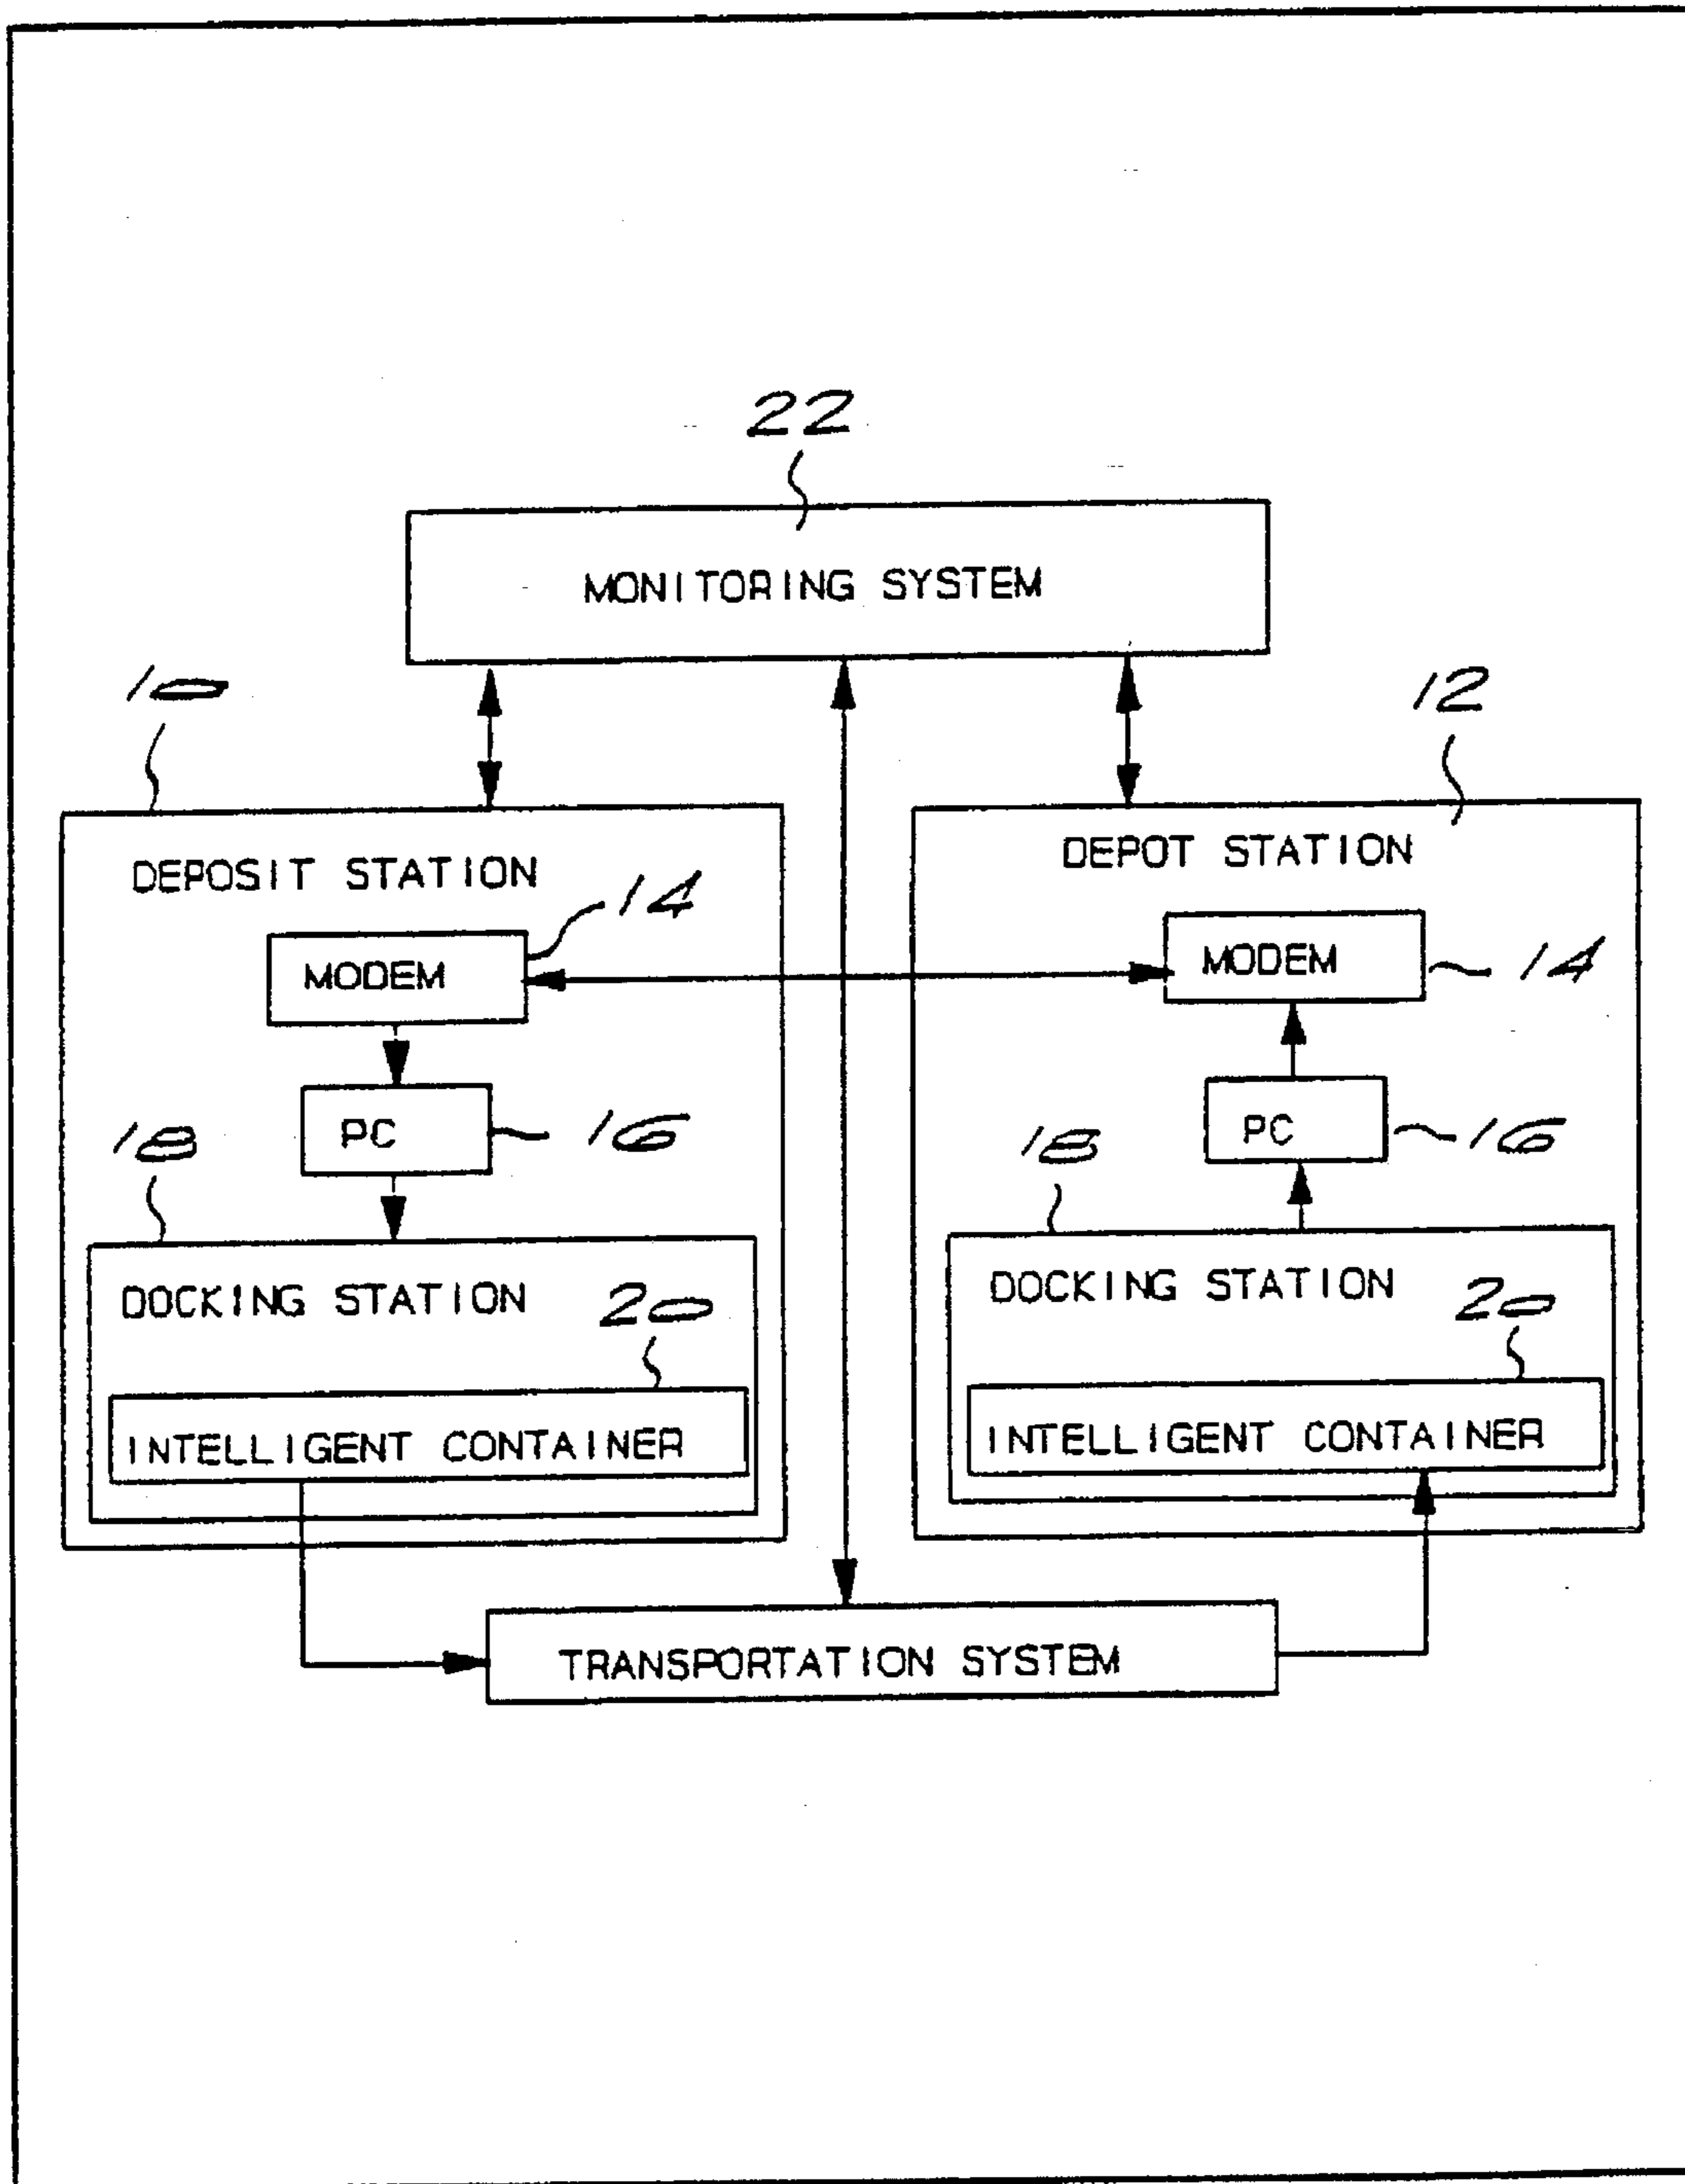 22
MONITORING SYSTEM
10
12
DEPOSIT STATION
DEPOT STATION
14
MODEM
MODEM
14
18
PC
16
18
PC
16
DOCKING STATION
20
DOCKING STATION
20
INTELLIGENT CONTAINER
INTELLIGENT CONTAINER
TRANSPORTATION SYSTEM